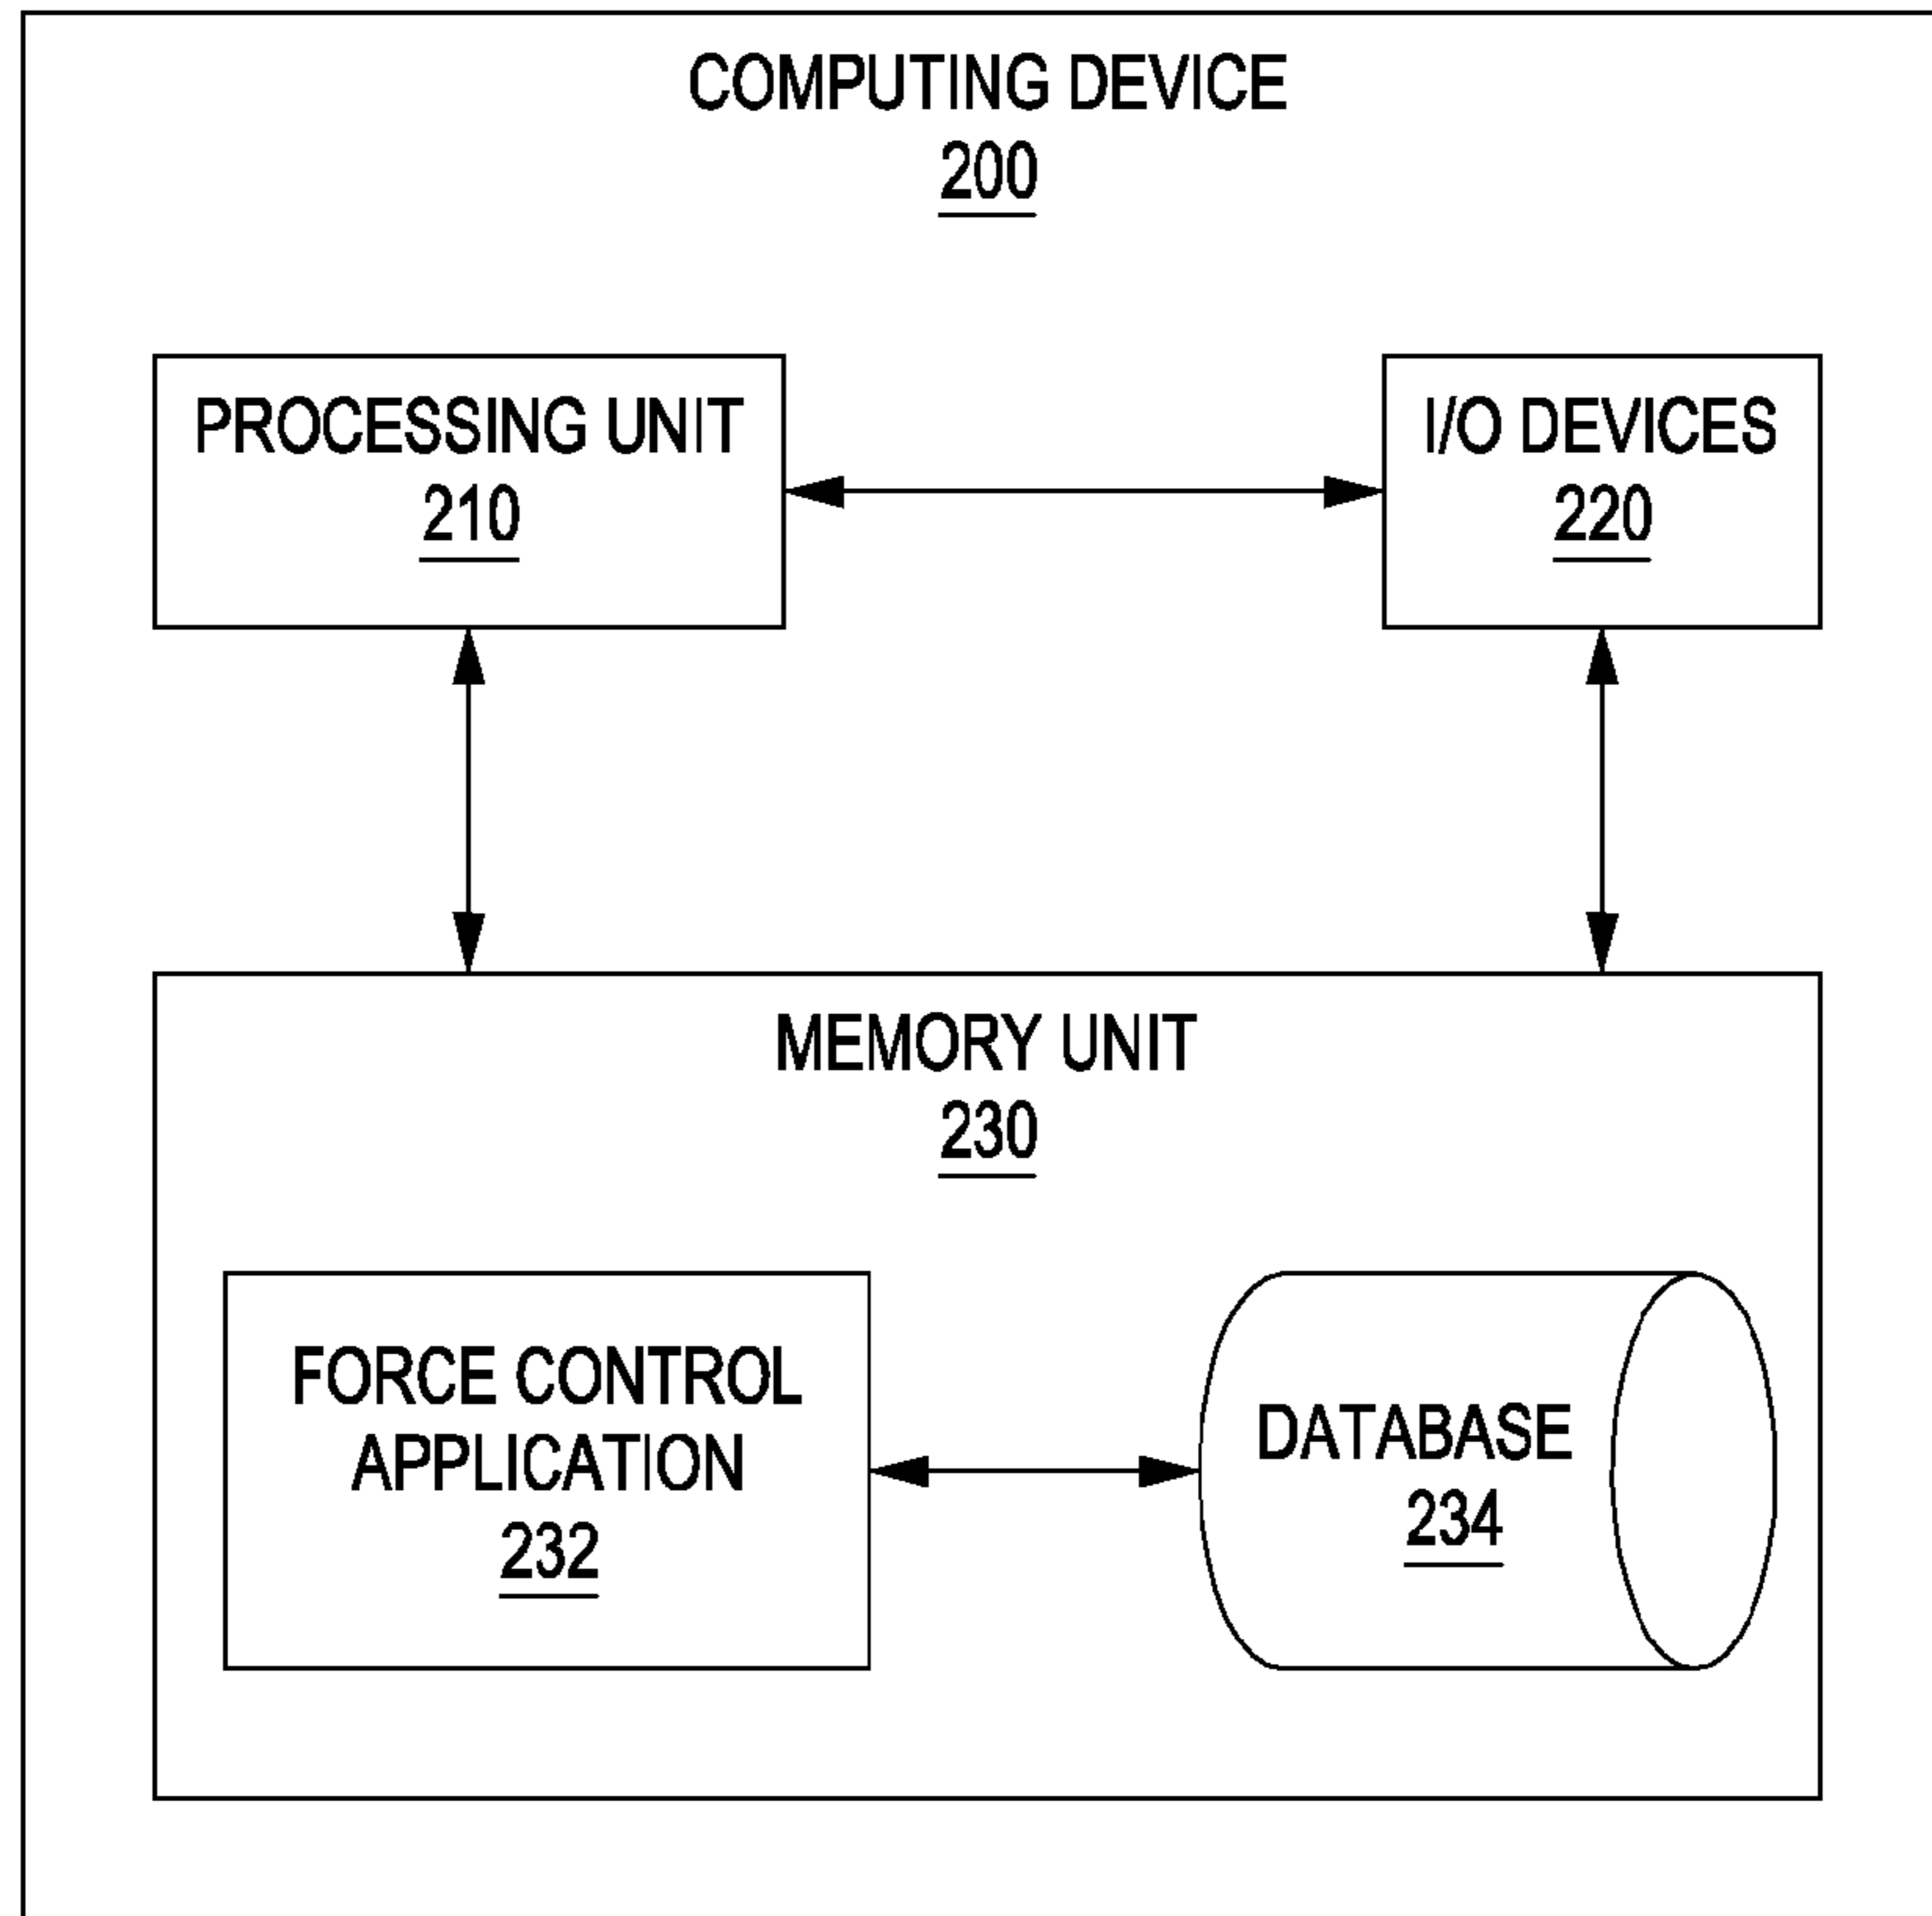 COMPUTING DEVICE
200
PROCESSING UNIT
210
I/O DEVICES
220
MEMORY UNIT
230
FORCE CONTROL
APPLICATION
232
DATABASE
234